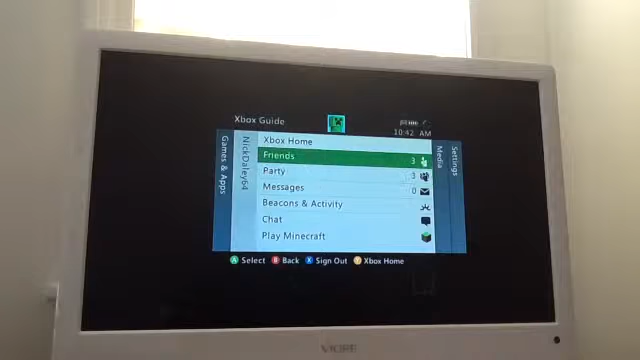 Xbox Guide
10:42 AM
Games & Apps
NickDaley64
Xbox Home
Friends 3
Party 3
Messages 0
Beacons & Activity
Chat
Play Minecraft
Media
Settings
A Select B Back X Sign Out Y Xbox Home